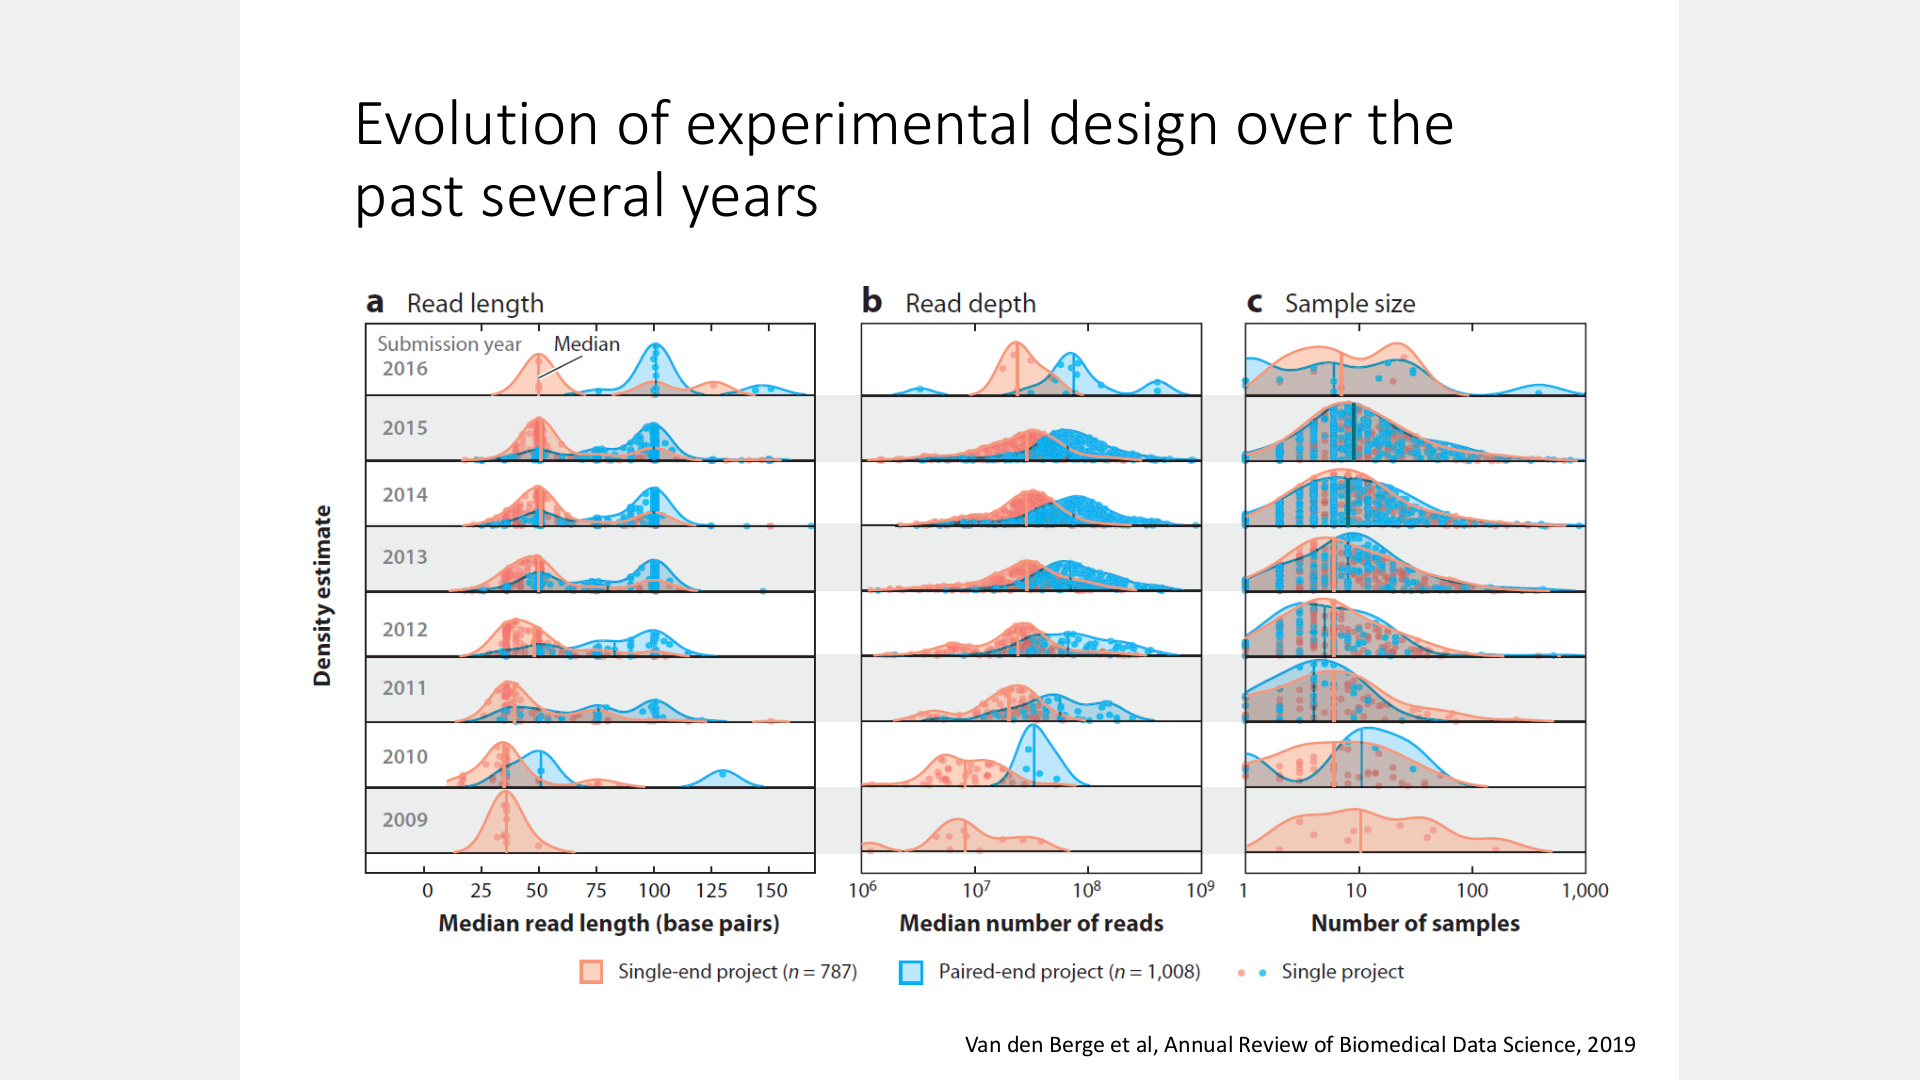 Evolution of experimental design over the
past several years
a Read length
b Read depth
c Sample size
Submission year
Median
2016
2015
2014
2013
2012
2011
2010
2009
Density estimate
0 25 50 75 100 125 150
10⁶ 10⁷ 10⁸ 10⁹
1 10 100 1,000
Median read length (base pairs)
Median number of reads
Number of samples
Single-end project (n = 787)
Paired-end project (n = 1,008)
Single project
Van den Berge et al, Annual Review of Biomedical Data Science, 2019